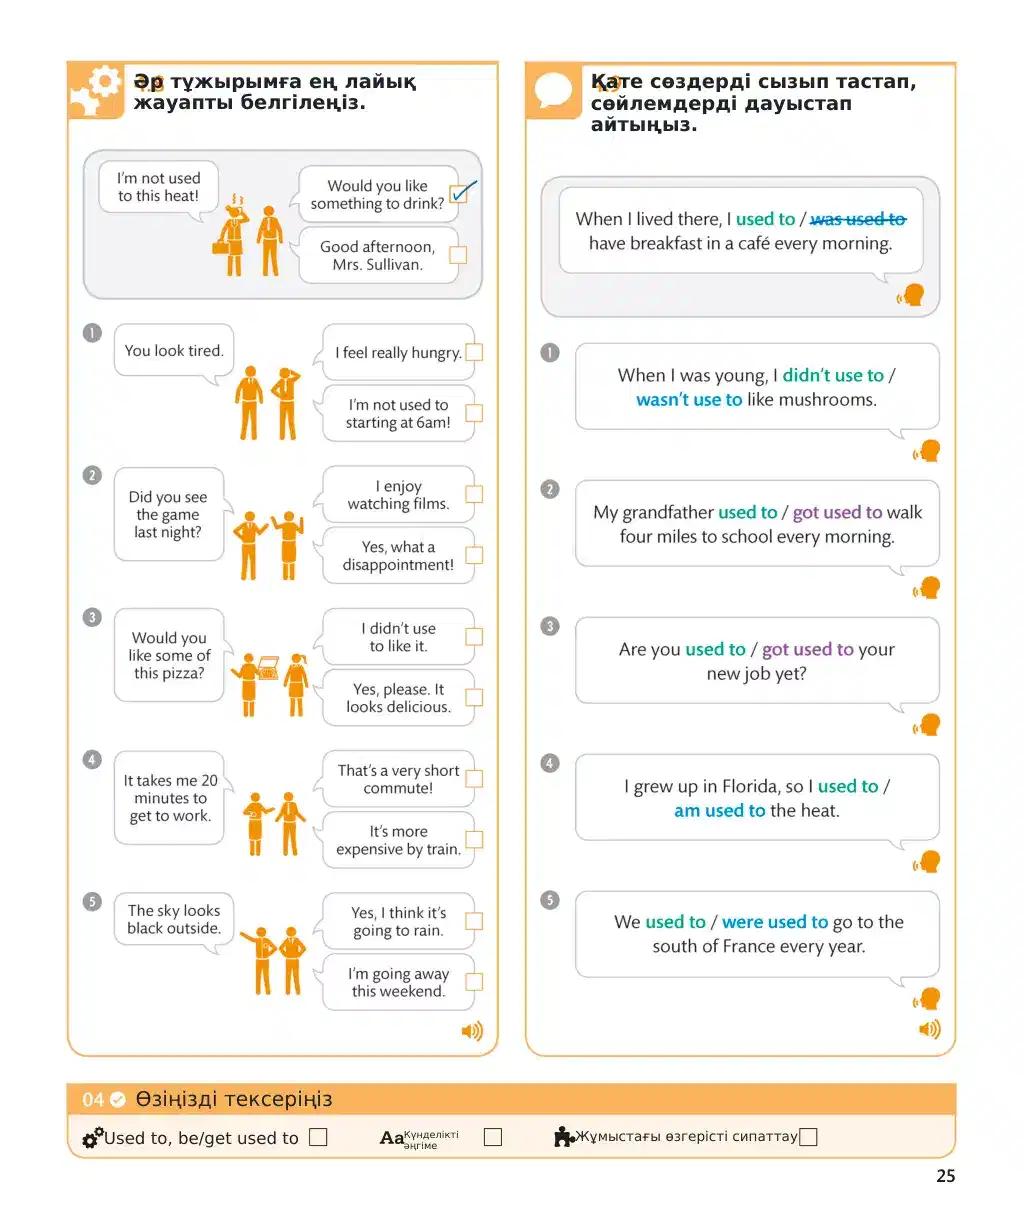 Әр тұжырымға ең лайық
жауапты белгілеңіз.
I'm not used
to this heat!
Would you like
something to drink?
Good afternoon,
Mrs. Sullivan.
1
You look tired.
I feel really hungry.
I'm not used to
starting at 6am!
2
Did you see
the game
last night?
I enjoy
watching films.
Yes, what a
disappointment!
3
Would you
like some of
this pizza?
I didn't use
to like it.
Yes, please. It
looks delicious.
4
It takes me 20
minutes to
get to work.
That's a very short
commute!
It's more
expensive by train.
5
The sky looks
black outside.
Yes, I think it's
going to rain.
I'm going away
this weekend.
Қате сөздерді сызып тастап,
сөйлемдерді дауыстап
айтыңыз.
When I lived there, I used to / was used to
have breakfast in a café every morning.
1
When I was young, I didn't use to /
wasn't use to like mushrooms.
2
My grandfather used to / got used to walk
four miles to school every morning.
3
Are you used to / got used to your
new job yet?
4
I grew up in Florida, so I used to /
am used to the heat.
5
We used to / were used to go to the
south of France every year.
04 Өзіңізді тексеріңіз
Used to, be/get used to
Aa Күнделікті
әңгіме
Жұмыстағы өзгерісті сипаттау
25